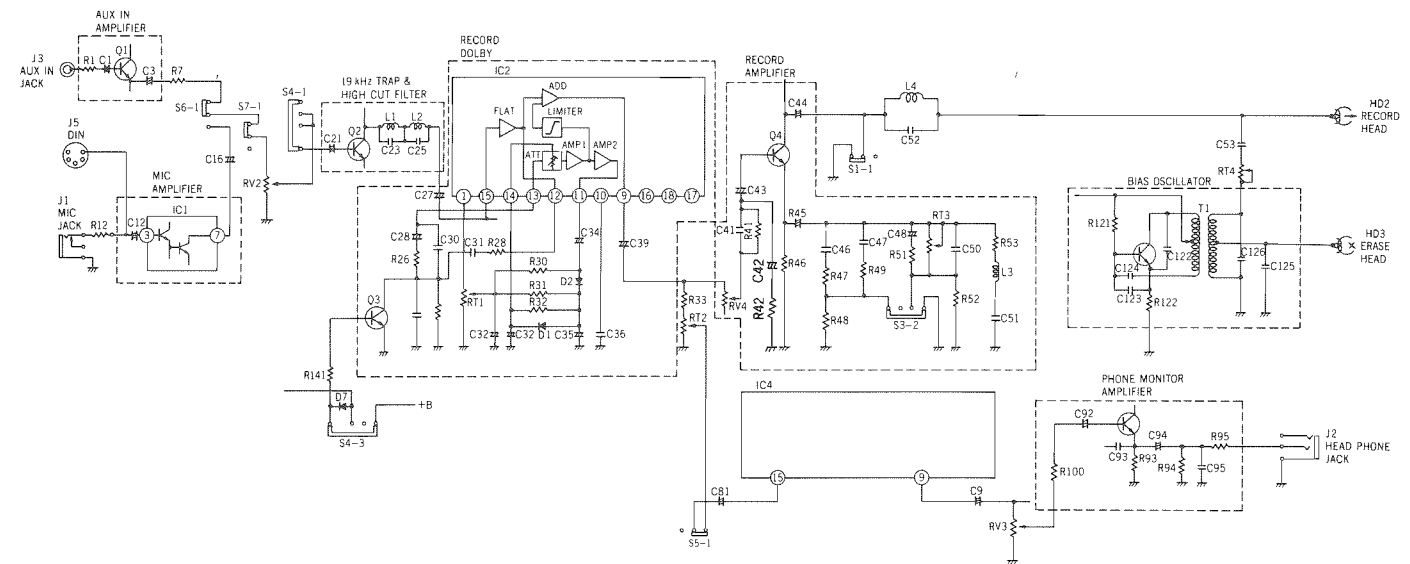 AUX IN
AMPLIFIER
J3
AUX IN
JACK
R1
C1
Q1
C3
R7
S6-1
S7-1
S4-1
J5
DIN
C16
RV2
MIC
AMPLIFIER
IC1
J1
MIC
JACK
R12
C12
3
7
19 kHz TRAP &
HIGH CUT FILTER
C21
Q2
L1
L2
C23
C25
RECORD
DOLBY
IC2
FLAT
ADD
LIMITER
ATT
AMP1
AMP2
1
15
14
13
12
11
10
9
16
18
17
C27
C28
R26
C30
C31
R28
C34
C39
R30
D2
R31
R32
RT1
C32
C32
D1
C35
C36
Q3
R141
D7
+B
S4-3
R33
RT2
RV4
RECORD
AMPLIFIER
Q4
C44
C43
C41
R41
C42
R42
R45
R46
C46
R47
R48
C47
R49
C48
R51
RT3
C50
R52
R53
L3
C51
S3-2
S1-1
L4
C52
HD2
RECORD
HEAD
C53
RT4
BIAS OSCILLATOR
R121
T1
C122
C124
C123
R122
C126
C125
HD3
ERASE
HEAD
IC4
15
9
C81
S5-1
C9
RV3
PHONE MONITOR
AMPLIFIER
C92
R100
C93
R93
C94
R94
C95
R95
J2
HEAD PHONE
JACK